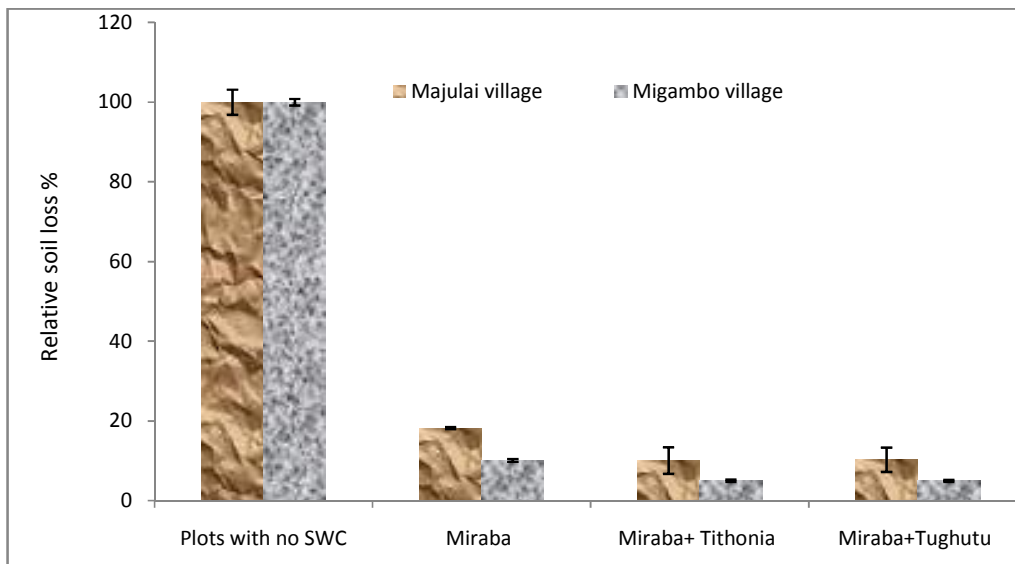 120
100
80
60
40
20
0
Relative soil loss %
Majulai village
Migambo village
Plots with no SWC
Miraba
Miraba+ Tithonia
Miraba+Tughutu